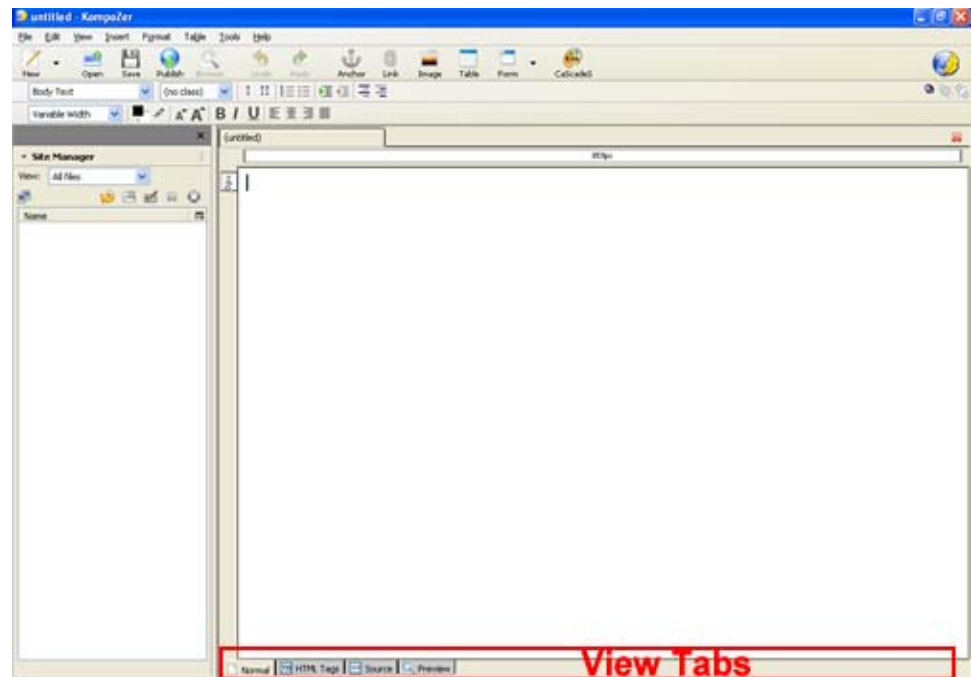 untitled - KompoZer
File Edit View Insert Format Table Tools Help
New Open Save Publish Browse Undo Redo Anchor Link Image Table Form CaScadeS
Body Text (no class)
Variable Width B I U
(untitled)
Site Manager
View: All files
Name
Normal HTML Tags Source Preview
View Tabs